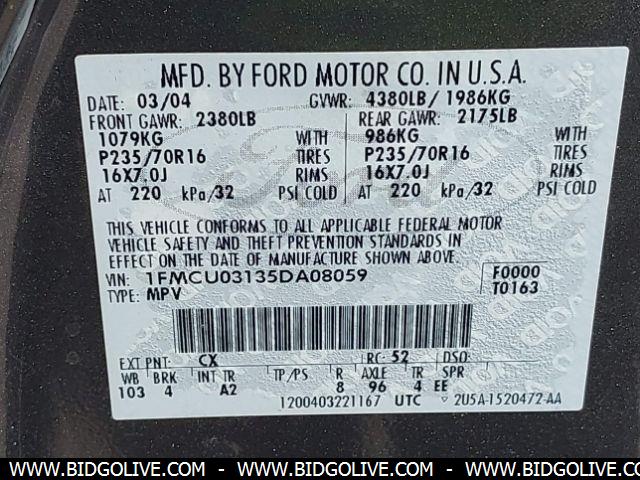 MFD. BY FORD MOTOR CO. IN U.S.A.
DATE: 03/04 GVWR: 4380LB/ 1986KG
FRONT GAWR: 2380LB REAR GAWR: 2175LB
1079KG WITH 986KG WITH
P235/70R16 TIRES P235/70R16 TIRES
16X7.0J RIMS 16X7.0J RIMS
AT 220 kPa/32 PSI COLD AT 220 kPa/32 PSI COLD
THIS VEHICLE CONFORMS TO ALL APPLICABLE FEDERAL MOTOR
VEHICLE SAFETY AND THEFT PREVENTION STANDARDS IN
EFFECT ON THE DATE OF MANUFACTURE SHOWN ABOVE.
VIN: 1FMCU03135DA08059 F0000
TYPE: MPV T0163
EXT PNT: CX RC: 52 DSO:
WB BRK INT TR TP/PS R AXLE TR SPR
103 4 A2 8 96 4 EE
1200403221167 UTC 2U5A-1520472-AA
WWW.BIDGOLIVE.COM - WWW.BIDGOLIVE.COM - WWW.BIDGOLIVE.COM - WWW.BIDGOLIVE.COM